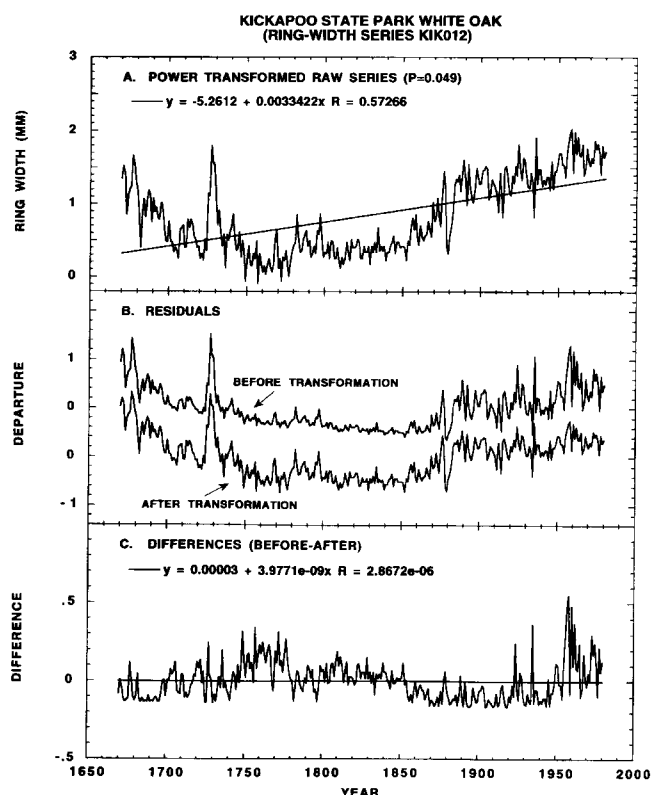 KICKAPOO STATE PARK WHITE OAK
(RING-WIDTH SERIES KIK012)
3
A. POWER TRANSFORMED RAW SERIES (P=0.049)
y = -5.2612 + 0.0033422x R = 0.57266
2
1
0
RING WIDTH (MM)
B. RESIDUALS
1
BEFORE TRANSFORMATION
0
0
AFTER TRANSFORMATION
- 1
DEPARTURE
C. DIFFERENCES (BEFORE-AFTER)
y = 0.00003 + 3.9771e-09x R = 2.8672e-06
.5
0
-.5
DIFFERENCE
1650 1700 1750 1800 1850 1900 1950 2000
YEAR